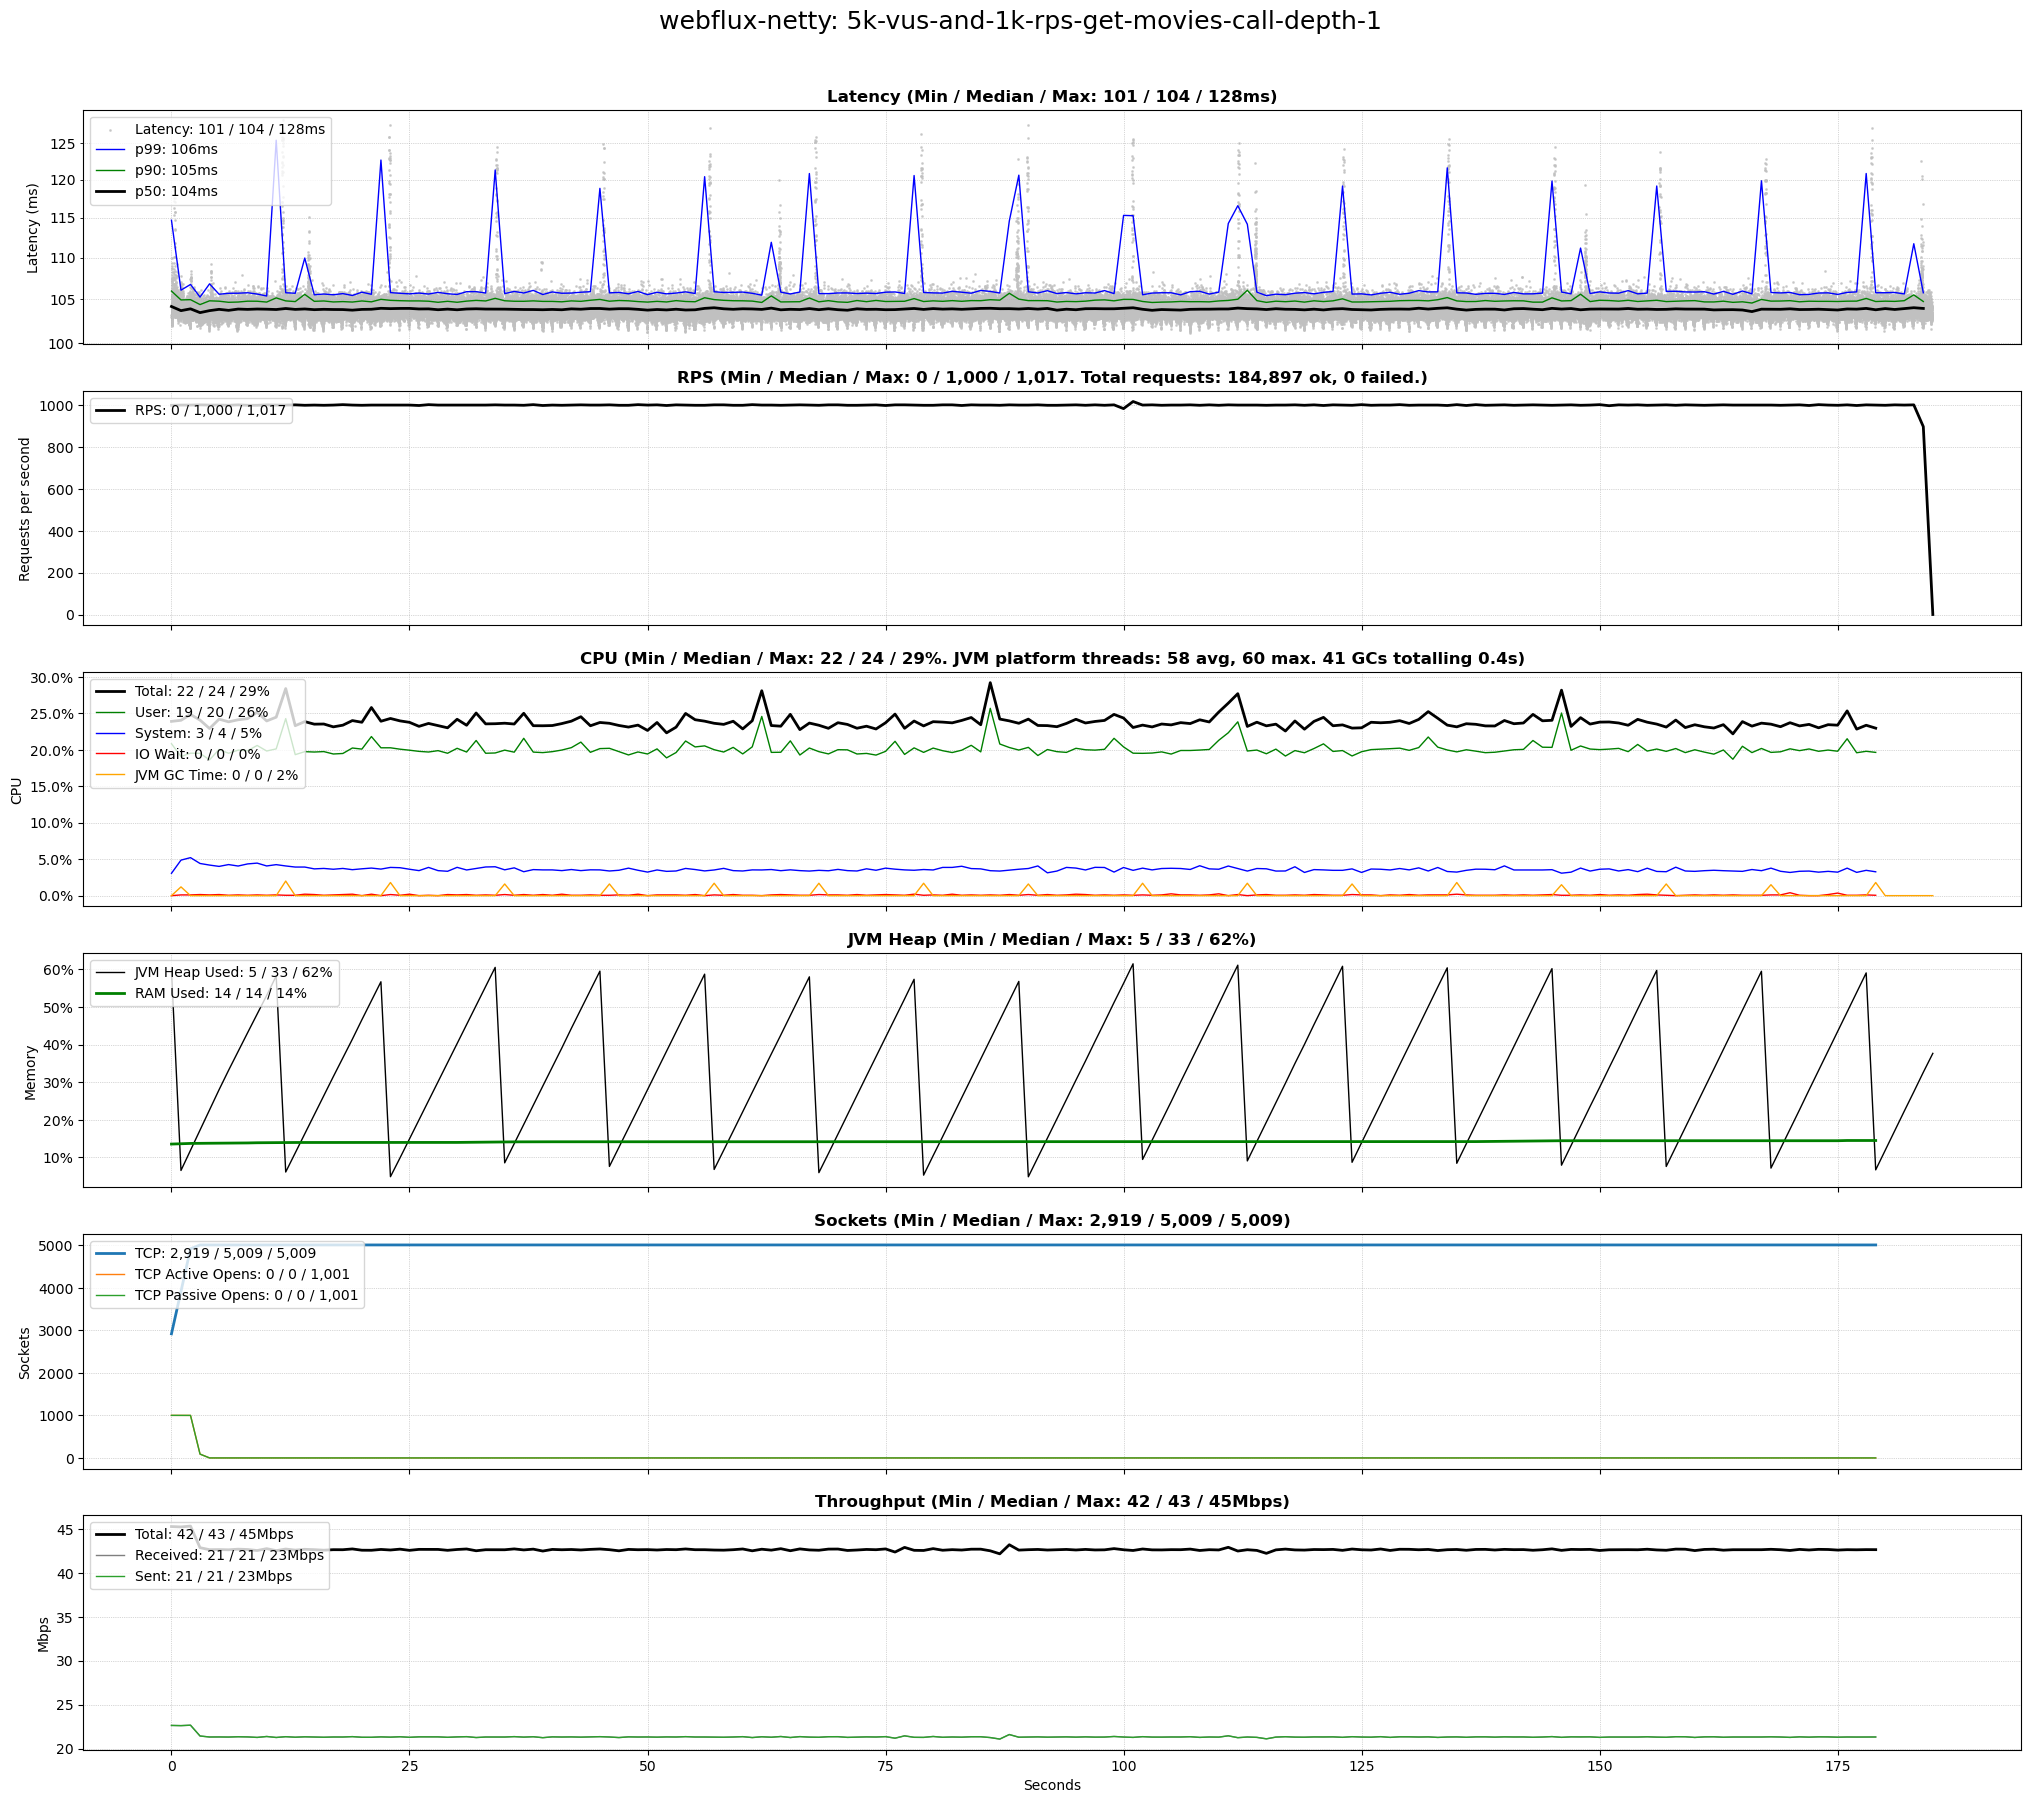 webflux-netty: 5k-vus-and-1k-rps-get-movies-call-depth-1
Latency (Min / Median / Max: 101 / 104 / 128ms)
Latency: 101 / 104 / 128ms
p99: 106ms
p90: 105ms
p50: 104ms
Latency (ms)
125
120
115
110
105
100
RPS (Min / Median / Max: 0 / 1,000 / 1,017. Total requests: 184,897 ok, 0 failed.)
RPS: 0 / 1,000 / 1,017
Requests per second
1000
800
600
400
200
0
CPU (Min / Median / Max: 22 / 24 / 29%. JVM platform threads: 58 avg, 60 max. 41 GCs totalling 0.4s)
Total: 22 / 24 / 29%
User: 19 / 20 / 26%
System: 3 / 4 / 5%
IO Wait: 0 / 0 / 0%
JVM GC Time: 0 / 0 / 2%
CPU
30.0%
25.0%
20.0%
15.0%
10.0%
5.0%
0.0%
JVM Heap (Min / Median / Max: 5 / 33 / 62%)
JVM Heap Used: 5 / 33 / 62%
RAM Used: 14 / 14 / 14%
Memory
60%
50%
40%
30%
20%
10%
Sockets (Min / Median / Max: 2,919 / 5,009 / 5,009)
TCP: 2,919 / 5,009 / 5,009
TCP Active Opens: 0 / 0 / 1,001
TCP Passive Opens: 0 / 0 / 1,001
Sockets
5000
4000
3000
2000
1000
0
Throughput (Min / Median / Max: 42 / 43 / 45Mbps)
Total: 42 / 43 / 45Mbps
Received: 21 / 21 / 23Mbps
Sent: 21 / 21 / 23Mbps
Mbps
45
40
35
30
25
20
0 25 50 75 100 125 150 175
Seconds